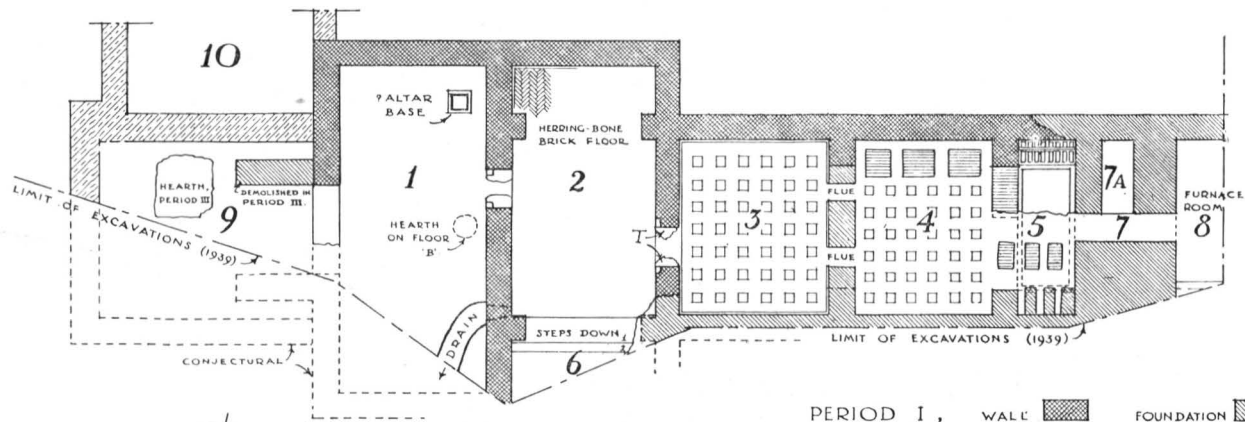 10
? ALTAR
BASE
HERRING-BONE
BRICK FLOOR
HEARTH,
PERIOD III
DEMOLISHED IN
PERIOD III.
9
LIMIT OF EXCAVATIONS (1939)
1
HEARTH
ON FLOOR
'B'
2
T
3
FLUE
FLUE
4
5
7A
7
FURNACE
ROOM
8
DRAIN
STEPS DOWN 1
2
6
CONJECTURAL
LIMIT OF EXCAVATIONS (1939)
PERIOD I, WALL FOUNDATION